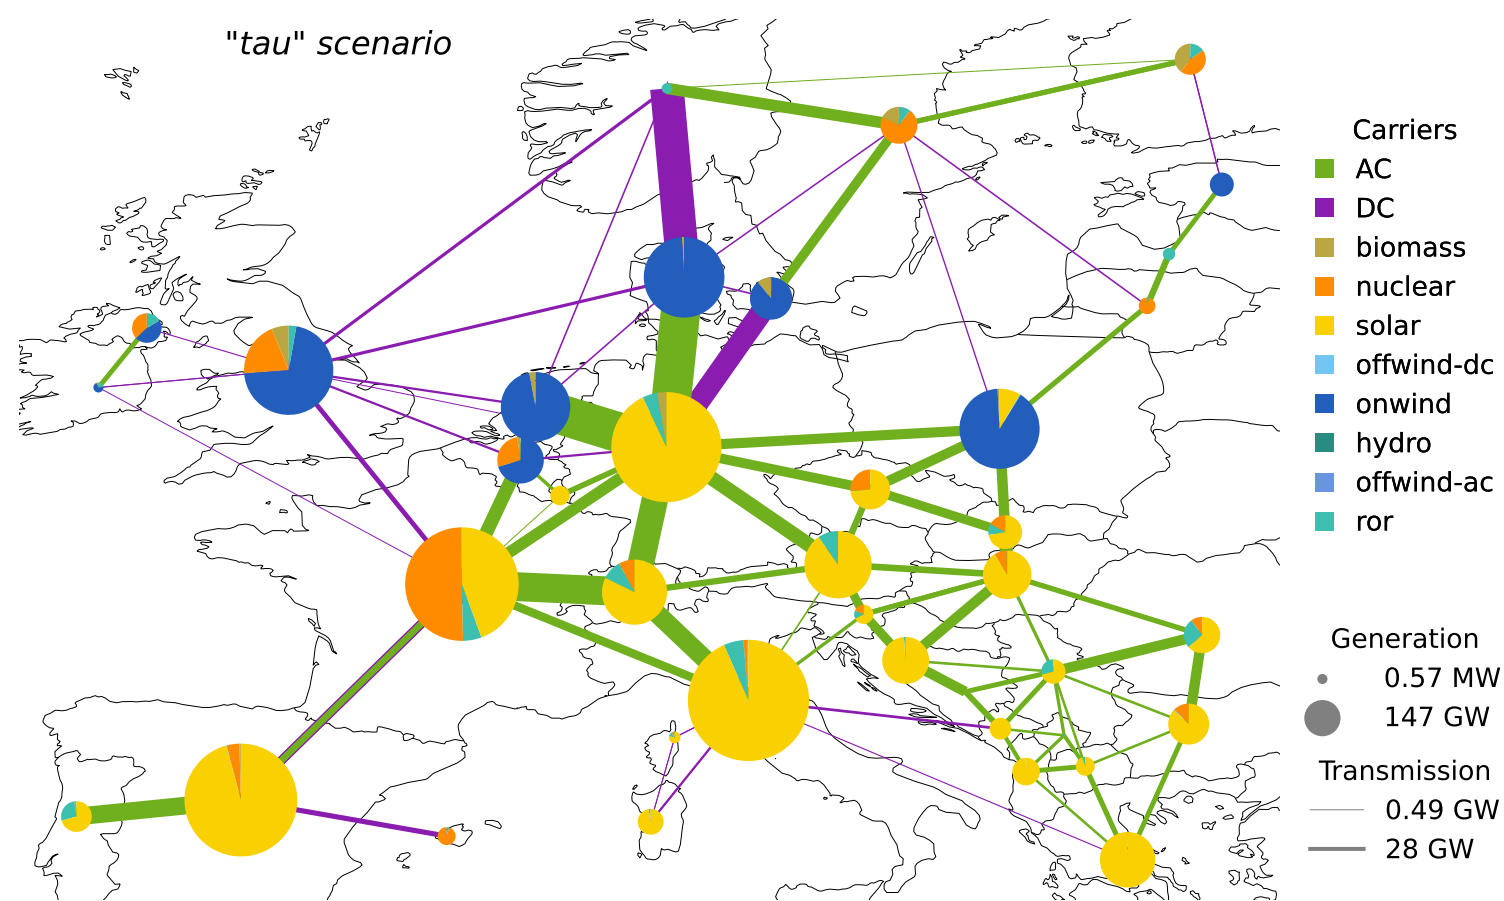 "tau" scenario
Carriers
AC
DC
biomass
nuclear
solar
offwind-dc
onwind
hydro
offwind-ac
ror
Generation
0.57 MW
147 GW
Transmission
0.49 GW
28 GW